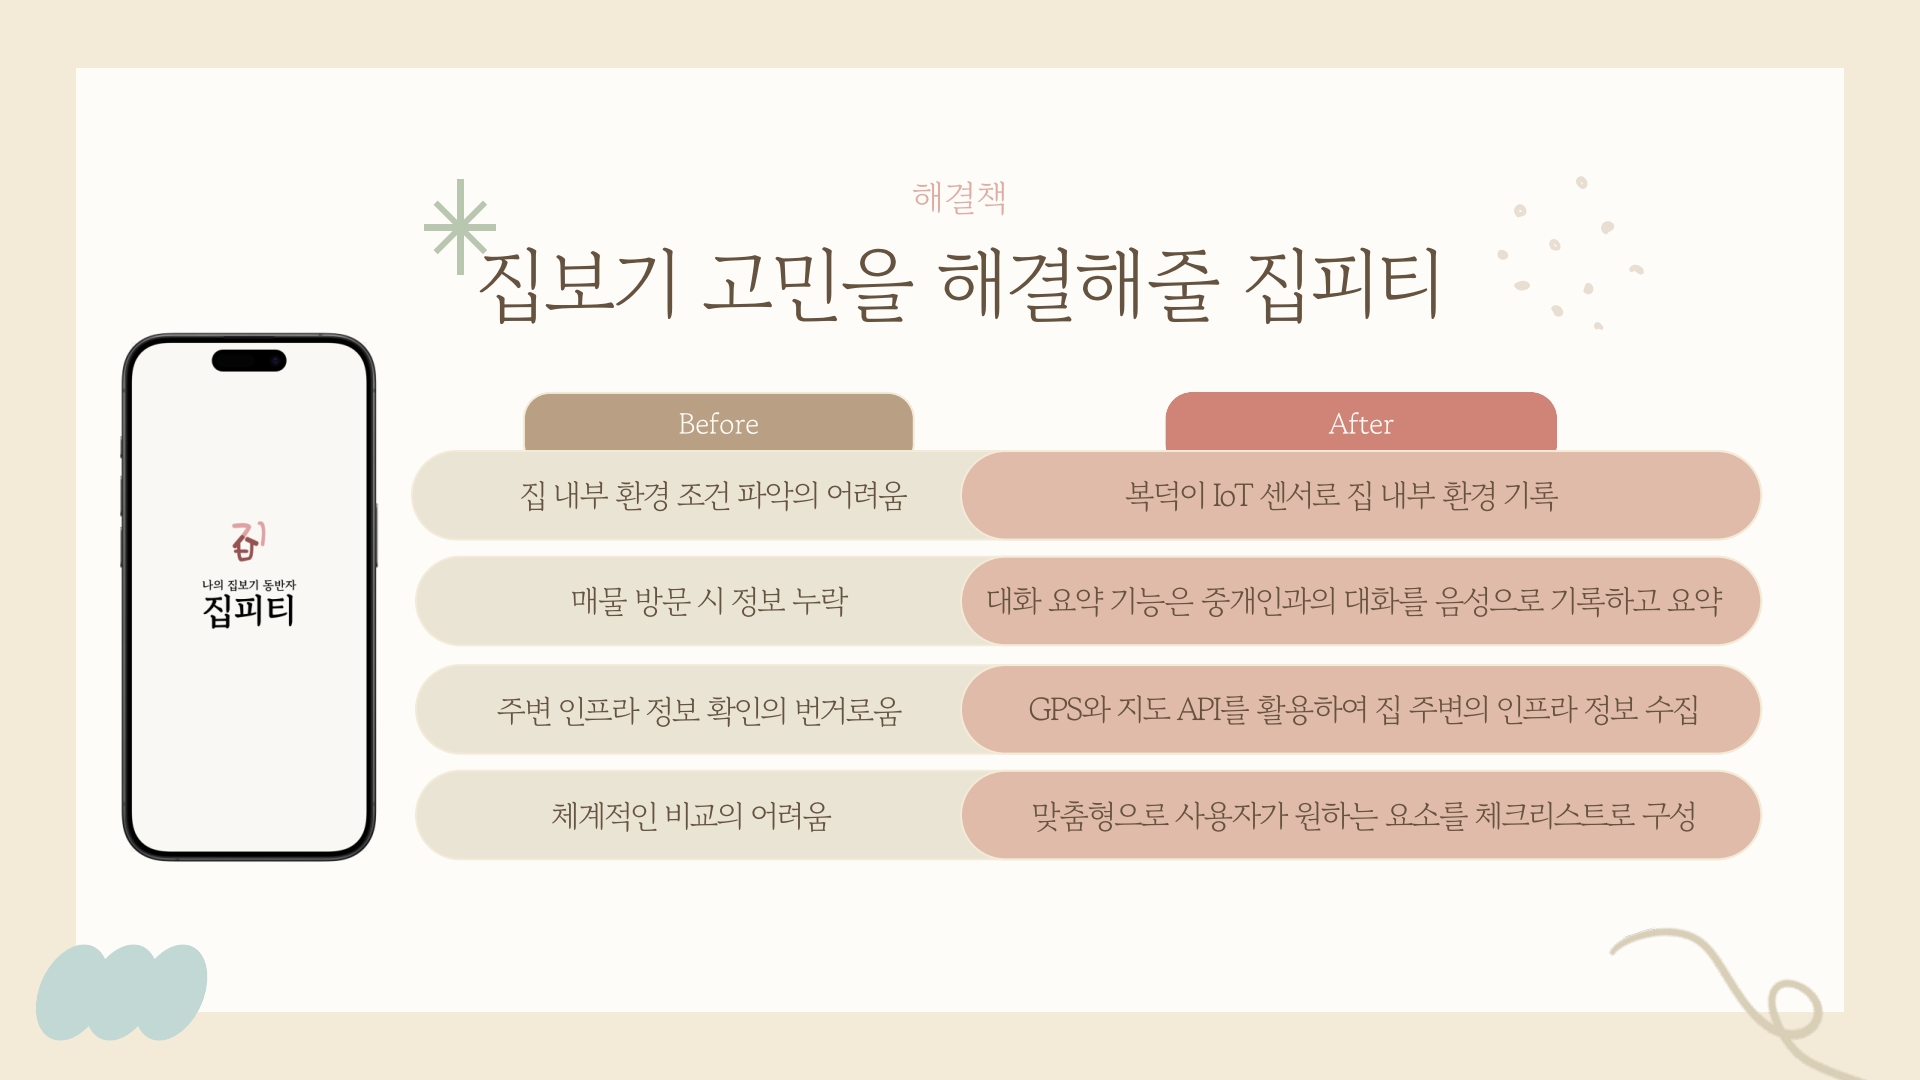 해결책
집보기 고민을 해결해줄 집피티
Before
After
집 내부 환경 조건 파악의 어려움
복덕이 IoT 센서로 집 내부 환경 기록
매물 방문 시 정보 누락
대화 요약 기능은 중개인과의 대화를 음성으로 기록하고 요약
주변 인프라 정보 확인의 번거로움
GPS와 지도 API를 활용하여 집 주변의 인프라 정보 수집
체계적인 비교의 어려움
맞춤형으로 사용자가 원하는 요소를 체크리스트로 구성
집
나의 집보기 동반자
집피티